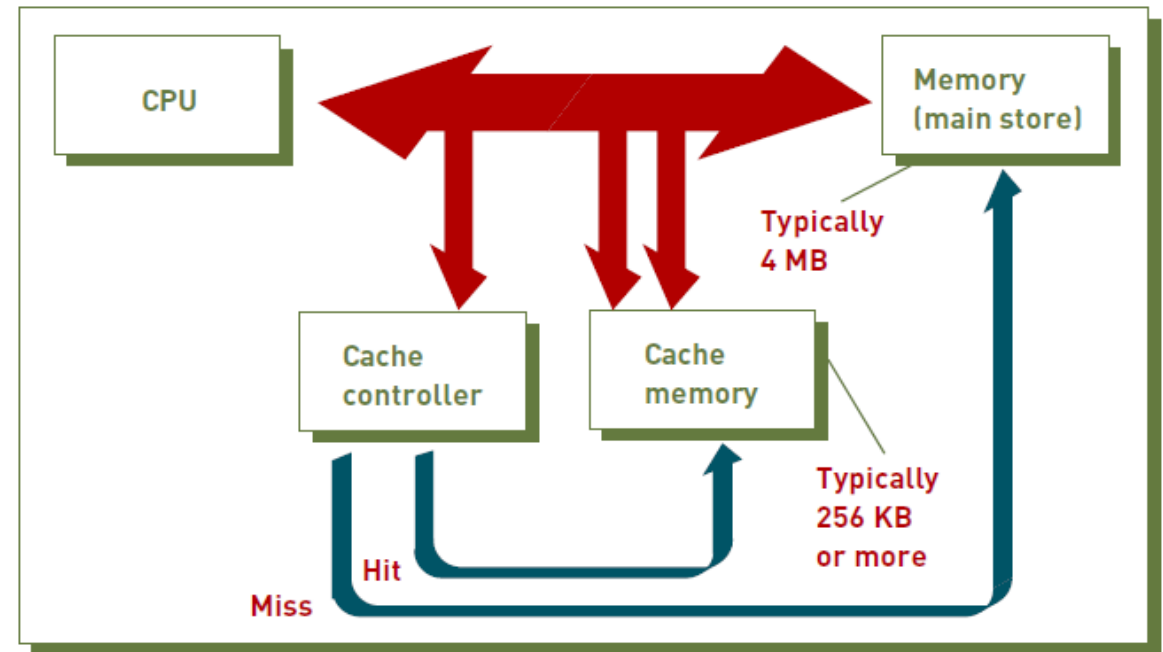 CPU
Memory
(main store)
Typically
4 MB
Cache
controller
Cache
memory
Typically
256 KB
or more
Hit
Miss